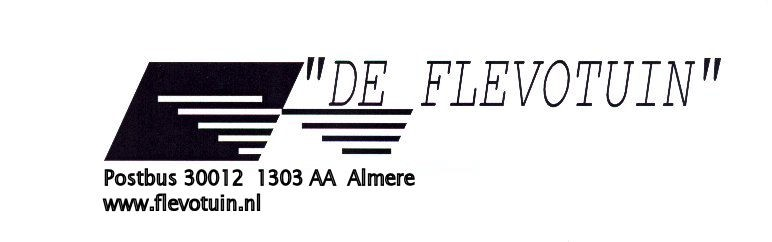 "DE FLEVOTUIN"
Postbus 30012 1303 AA Almere
www.flevotuin.nl